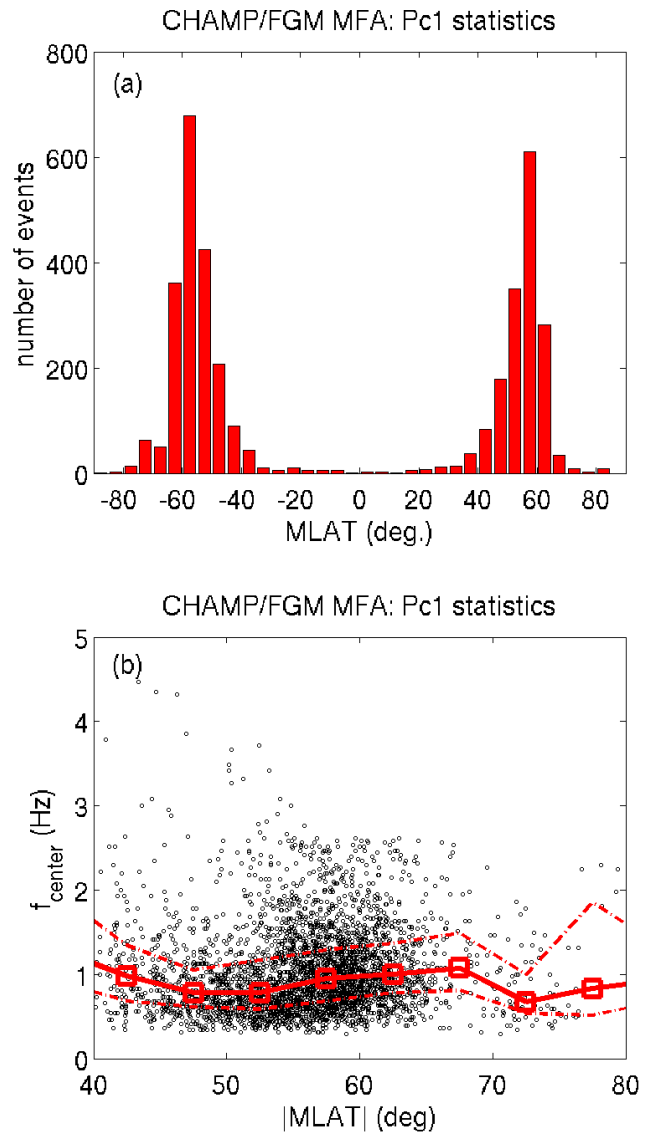 CHAMP/FGM MFA: Pc1 statistics
800
(a)
600
400
200
0
number of events
-80 -60 -40 -20 0 20 40 60 80
MLAT (deg.)
CHAMP/FGM MFA: Pc1 statistics
5
(b)
4
3
2
1
0
f_center (Hz)
40 50 60 70 80
|MLAT| (deg)